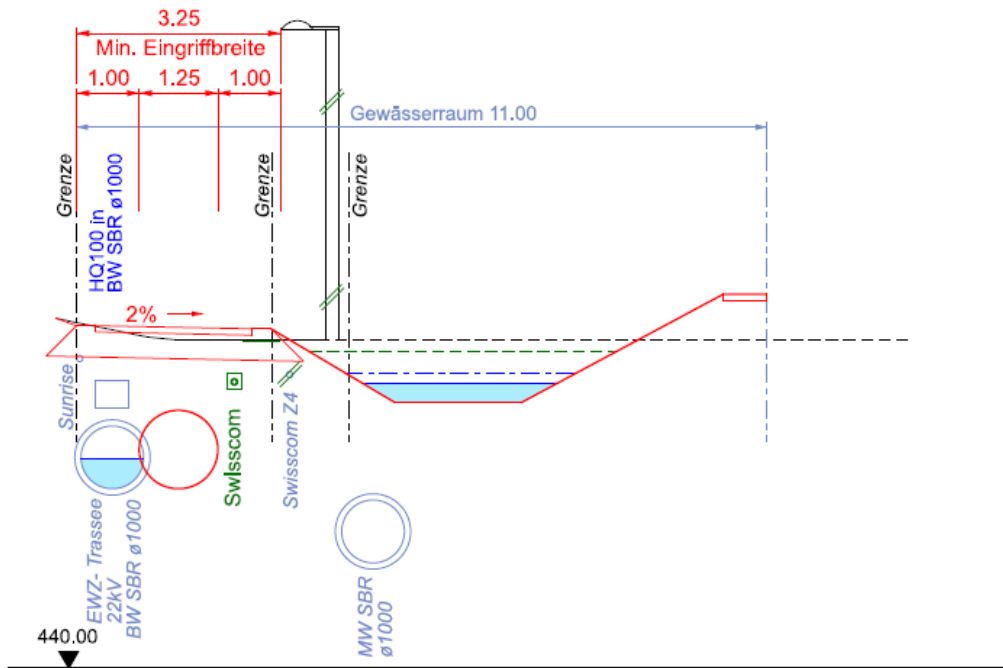 3.25
Min. Eingriffbreite
1.00 1.25 1.00
Gewässerraum 11.00
Grenze
HQ100 in
BW SBR ø1000
Grenze
Grenze
2%
Sunrise
Swisscom
Swisscom Z4
EWZ- Trassee
22kV
BW SBR ø1000
MW SBR
ø1000
440.00